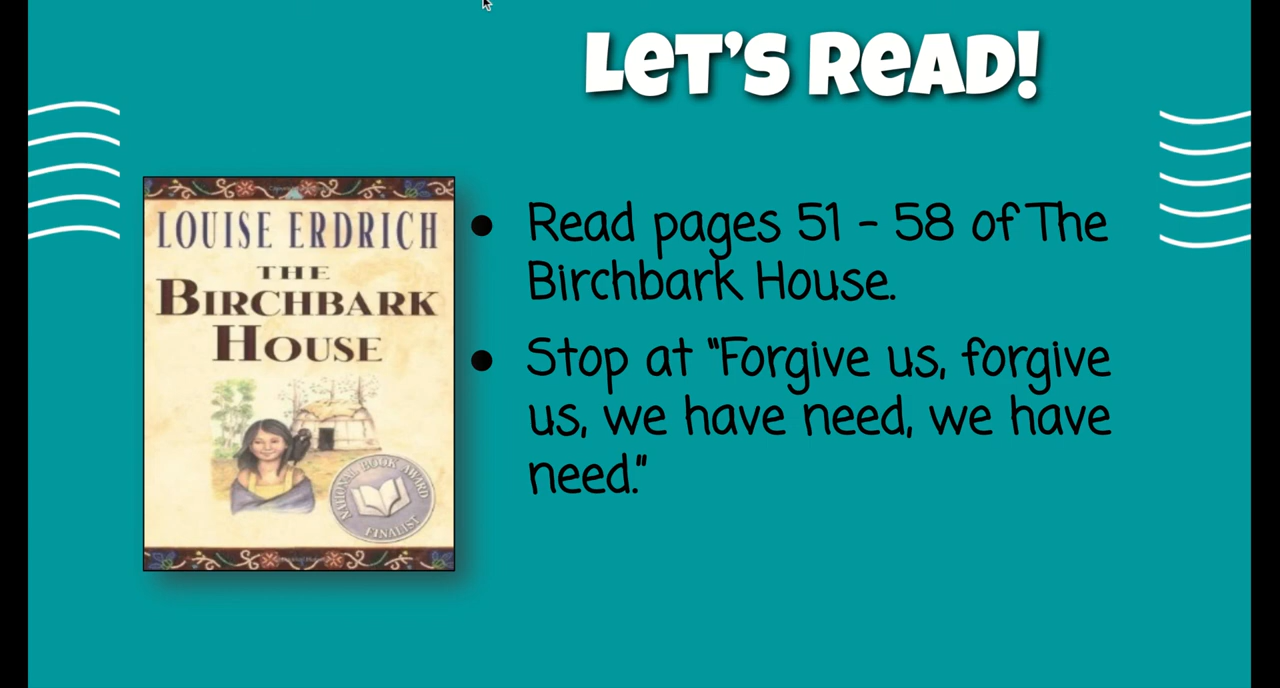 LET'S READ!
LOUISE ERDRICH
THE
BIRCHBARK
HOUSE
NATIONAL BOOK AWARD
FINALIST
• Read pages 51 - 58 of The
Birchbark House.
• Stop at "Forgive us, forgive
us, we have need, we have
need."